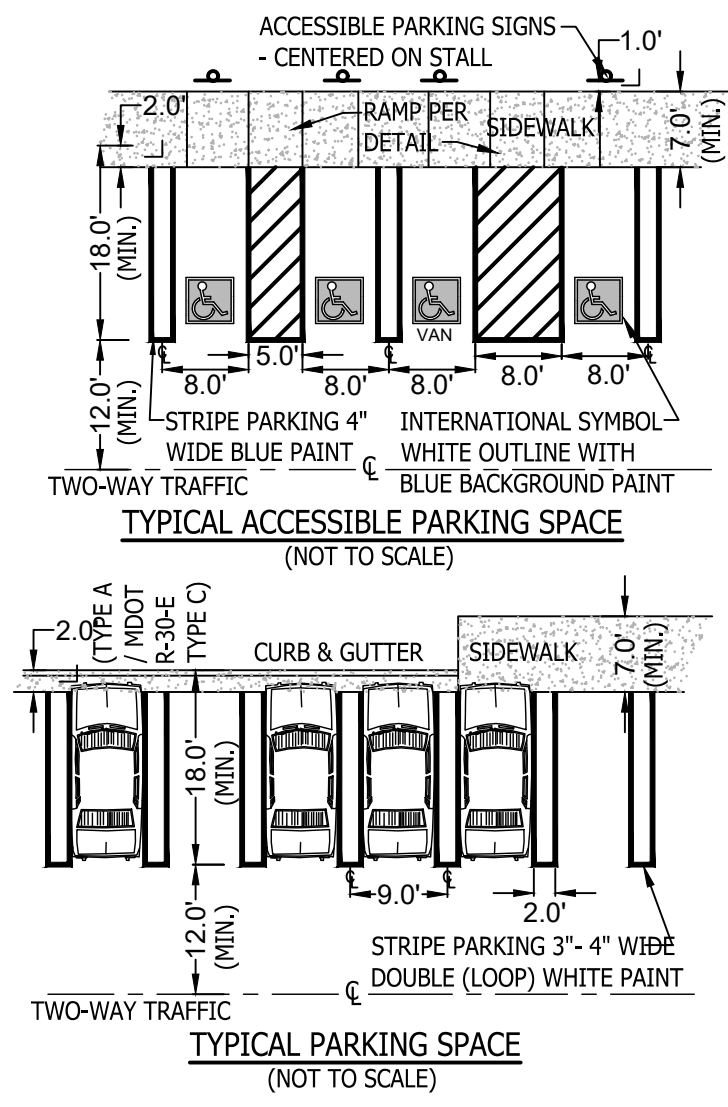 ACCESSIBLE PARKING SIGNS
- CENTERED ON STALL
1.0'
2.0'
RAMP PER
DETAIL
SIDEWALK
7.0'
(MIN.)
18.0'
(MIN.)
VAN
℄
5.0'
℄
℄
8.0'
8.0'
8.0'
8.0'
8.0'
12.0'
(MIN.)
STRIPE PARKING 4"
WIDE BLUE PAINT
INTERNATIONAL SYMBOL
WHITE OUTLINE WITH
BLUE BACKGROUND PAINT
℄
TWO-WAY TRAFFIC
TYPICAL ACCESSIBLE PARKING SPACE
(NOT TO SCALE)
2.0'
(TYPE A
/ MDOT
R-30-E
TYPE C)
CURB & GUTTER
SIDEWALK
7.0'
(MIN.)
18.0'
(MIN.)
℄
℄
9.0'
2.0'
12.0'
(MIN.)
STRIPE PARKING 3"- 4" WIDE
DOUBLE (LOOP) WHITE PAINT
℄
TWO-WAY TRAFFIC
TYPICAL PARKING SPACE
(NOT TO SCALE)